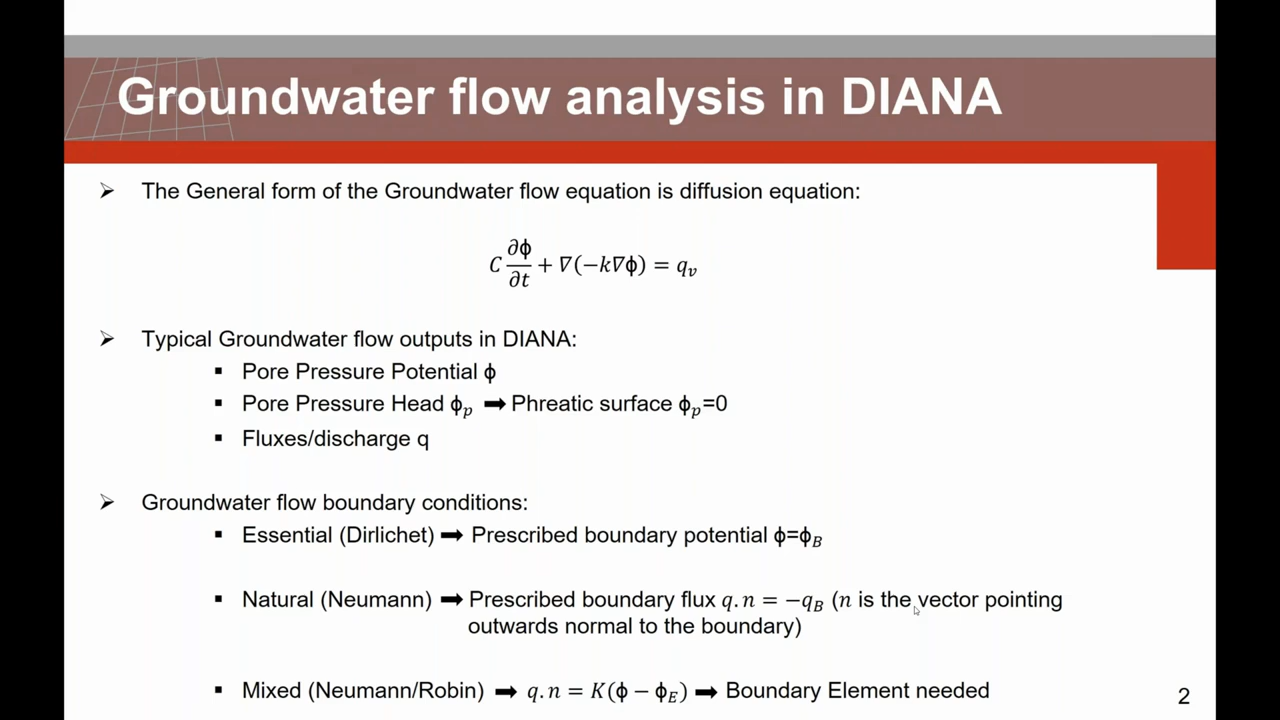 Groundwater flow analysis in DIANA
➢ The General form of the Groundwater flow equation is diffusion equation:
C ∂ϕ/∂t + ∇(−k∇ϕ) = q_v
➢ Typical Groundwater flow outputs in DIANA:
▪ Pore Pressure Potential ϕ
▪ Pore Pressure Head ϕ_p ➡ Phreatic surface ϕ_p=0
▪ Fluxes/discharge q
➢ Groundwater flow boundary conditions:
▪ Essential (Dirlichet) ➡ Prescribed boundary potential ϕ=ϕ_B
▪ Natural (Neumann) ➡ Prescribed boundary flux q.n = −q_B (n is the vector pointing
outwards normal to the boundary)
▪ Mixed (Neumann/Robin) ➡ q.n = K(ϕ − ϕ_E) ➡ Boundary Element needed
2